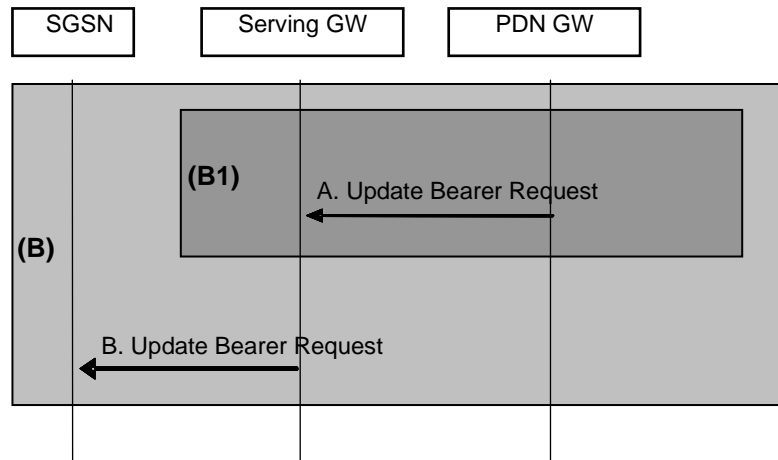 SGSN
Serving GW
PDN GW
(B1)
A. Update Bearer Request
(B)
B. Update Bearer Request